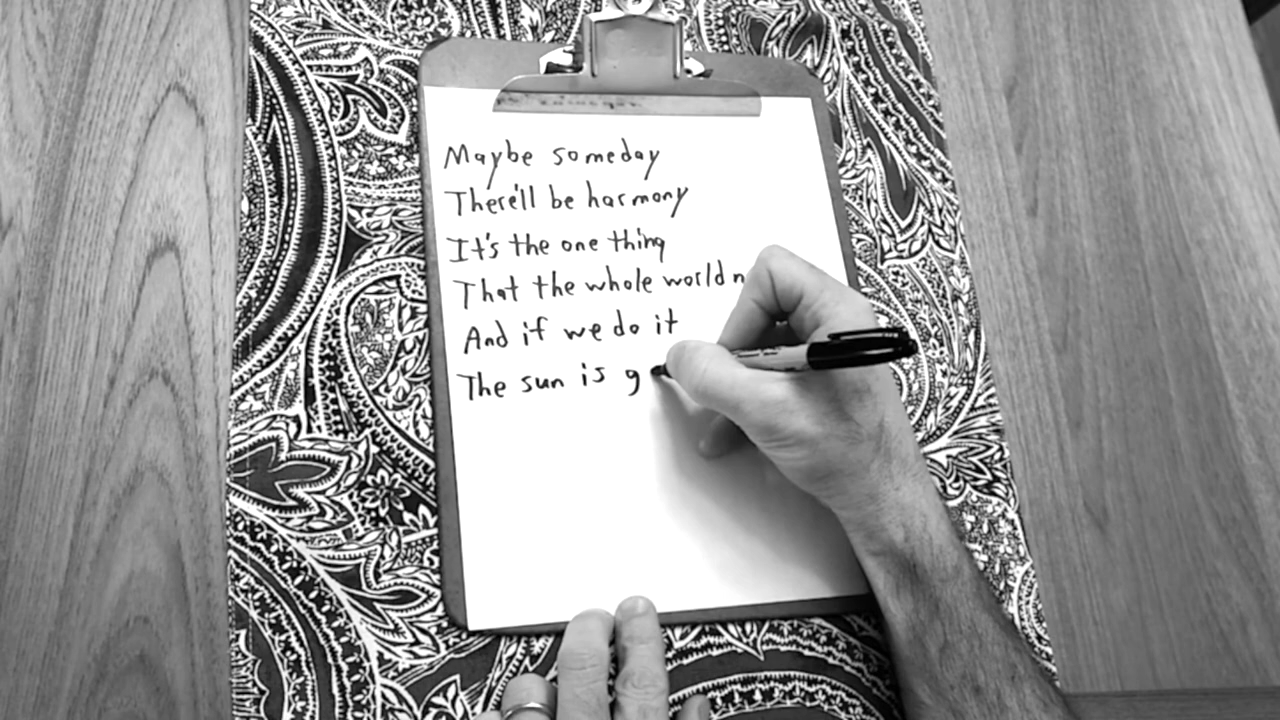 Maybe someday
There'll be harmony
It's the one thing
That the whole world n
And if we do it
The sun is g